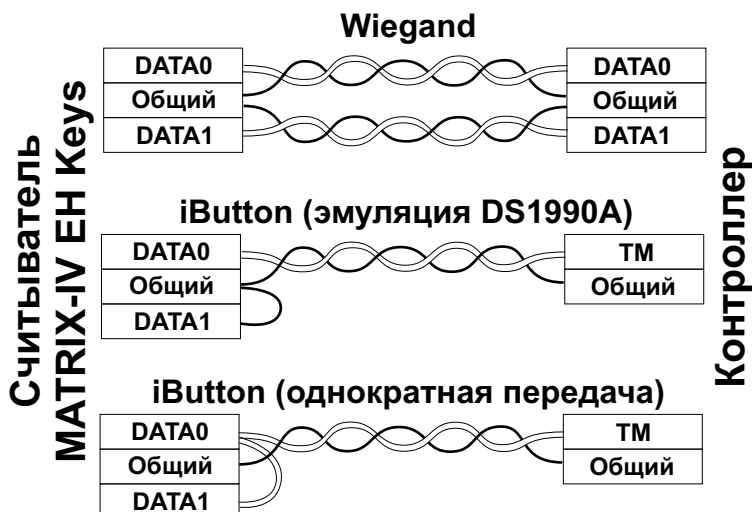 Wiegand
DATA0
Общий
DATA1
DATA0
Общий
DATA1
Считыватель
MATRIX-IV EH Keys
Контроллер
iButton (эмуляция DS1990A)
DATA0
Общий
DATA1
TM
Общий
iButton (однократная передача)
DATA0
Общий
DATA1
TM
Общий